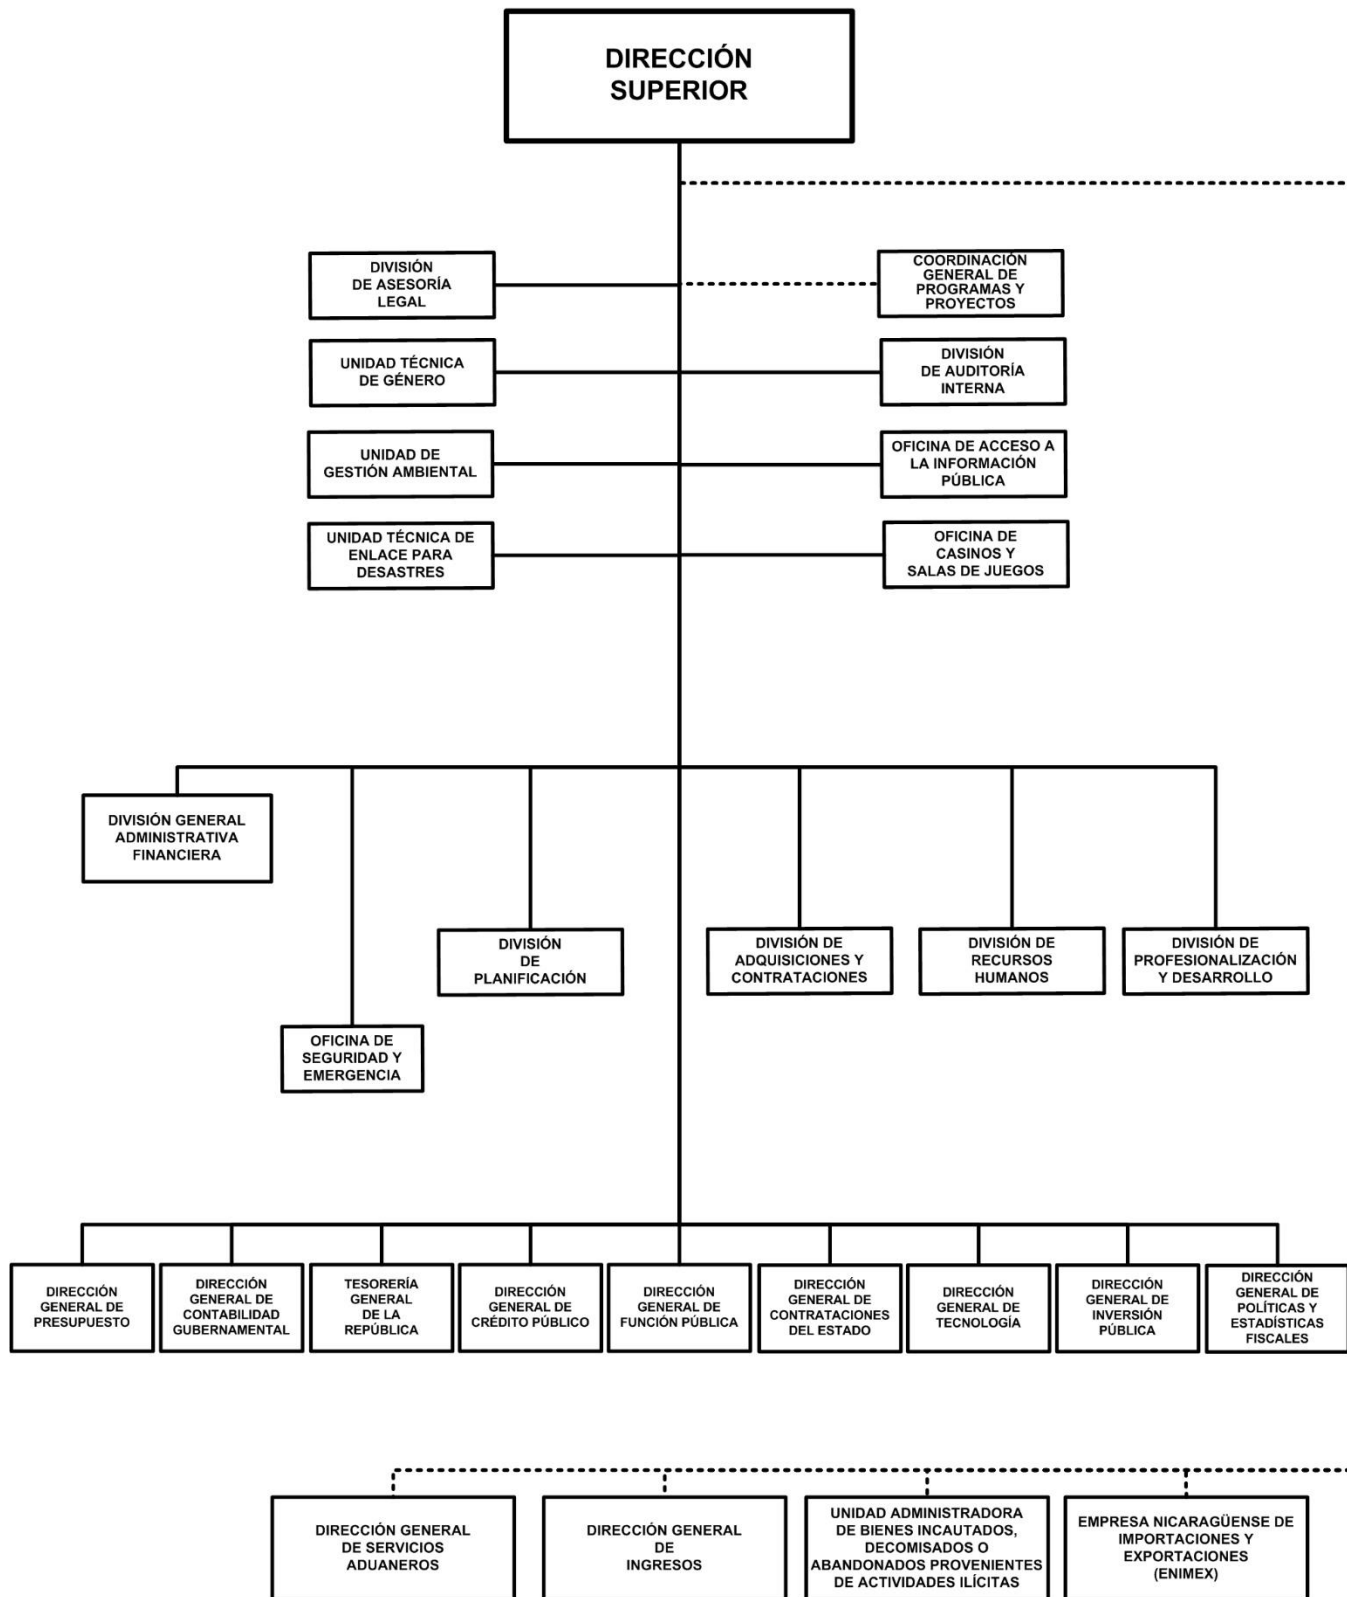 DIRECCIÓN
SUPERIOR
DIVISIÓN
DE ASESORÍA
LEGAL
COORDINACIÓN
GENERAL DE
PROGRAMAS Y
PROYECTOS
UNIDAD TÉCNICA
DE GÉNERO
DIVISIÓN
DE AUDITORÍA
INTERNA
UNIDAD DE
GESTIÓN AMBIENTAL
OFICINA DE ACCESO A
LA INFORMACIÓN
PÚBLICA
UNIDAD TÉCNICA DE
ENLACE PARA
DESASTRES
OFICINA DE
CASINOS Y
SALAS DE JUEGOS
DIVISIÓN GENERAL
ADMINISTRATIVA
FINANCIERA
OFICINA DE
SEGURIDAD Y
EMERGENCIA
DIVISIÓN
DE
PLANIFICACIÓN
DIVISIÓN DE
ADQUISICIONES Y
CONTRATACIONES
DIVISIÓN DE
RECURSOS
HUMANOS
DIVISIÓN DE
PROFESIONALIZACIÓN
Y DESARROLLO
DIRECCIÓN
GENERAL DE
PRESUPUESTO
DIRECCIÓN
GENERAL DE
CONTABILIDAD
GUBERNAMENTAL
TESORERÍA
GENERAL
DE LA
REPÚBLICA
DIRECCIÓN
GENERAL DE
CRÉDITO PÚBLICO
DIRECCIÓN
GENERAL DE
FUNCIÓN PÚBLICA
DIRECCIÓN
GENERAL DE
CONTRATACIONES
DEL ESTADO
DIRECCIÓN
GENERAL DE
TECNOLOGÍA
DIRECCIÓN
GENERAL DE
INVERSIÓN
PÚBLICA
DIRECCIÓN
GENERAL DE
POLÍTICAS Y
ESTADÍSTICAS
FISCALES
DIRECCIÓN GENERAL
DE SERVICIOS
ADUANEROS
DIRECCIÓN GENERAL
DE
INGRESOS
UNIDAD ADMINISTRADORA
DE BIENES INCAUTADOS,
DECOMISADOS O
ABANDONADOS PROVENIENTES
DE ACTIVIDADES ILÍCITAS
EMPRESA NICARAGÜENSE DE
IMPORTACIONES Y
EXPORTACIONES
(ENIMEX)